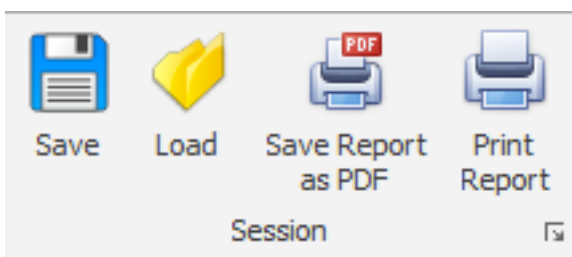 PDF
Save
Load
Save Report
as PDF
Print
Report
Session